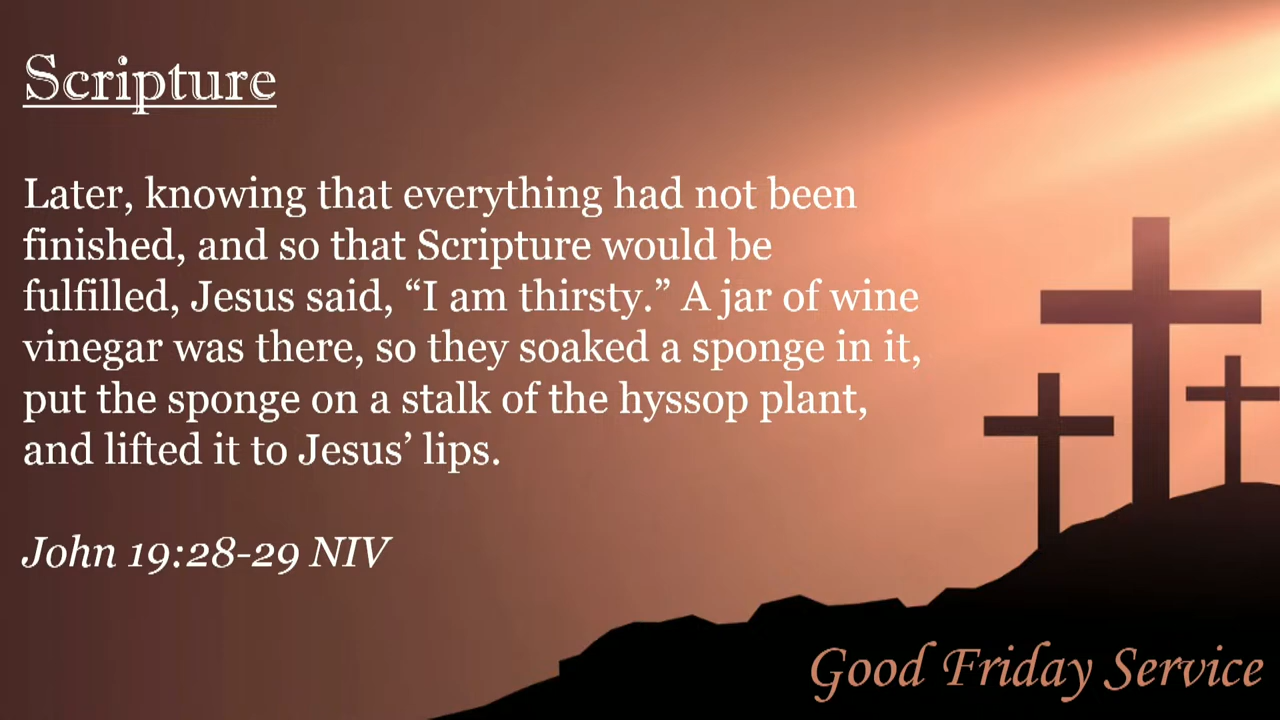 Scripture
Later, knowing that everything had not been
finished, and so that Scripture would be
fulfilled, Jesus said, “I am thirsty.” A jar of wine
vinegar was there, so they soaked a sponge in it,
put the sponge on a stalk of the hyssop plant,
and lifted it to Jesus’ lips.
John 19:28-29 NIV
Good Friday Service